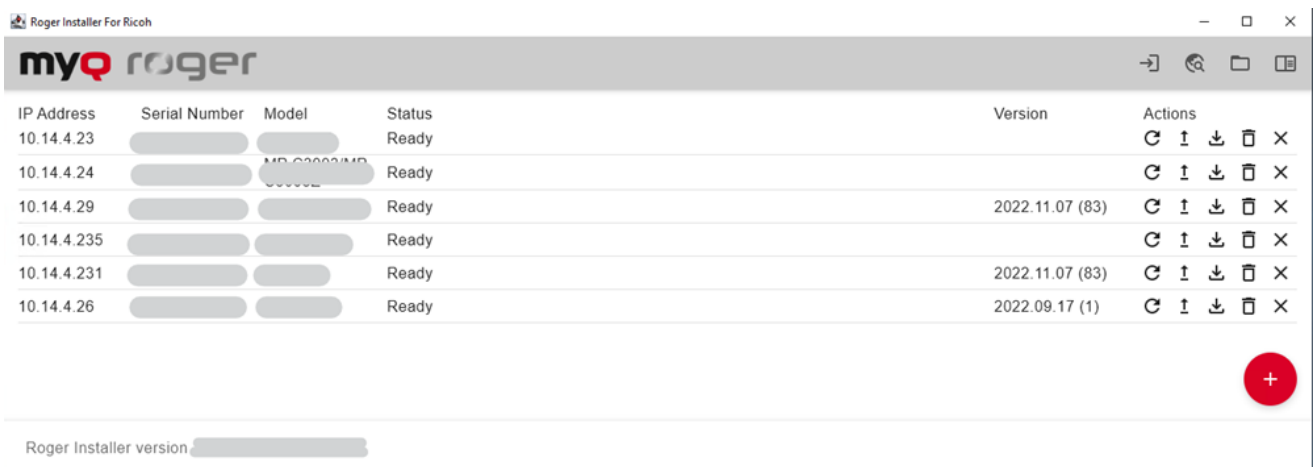 Roger Installer For Ricoh
myQ roger
IP Address Serial Number Model Status Version Actions
10.14.4.23 Ready
10.14.4.24 Ready
10.14.4.29 Ready 2022.11.07 (83)
10.14.4.235 Ready
10.14.4.231 Ready 2022.11.07 (83)
10.14.4.26 Ready 2022.09.17 (1)
Roger Installer version